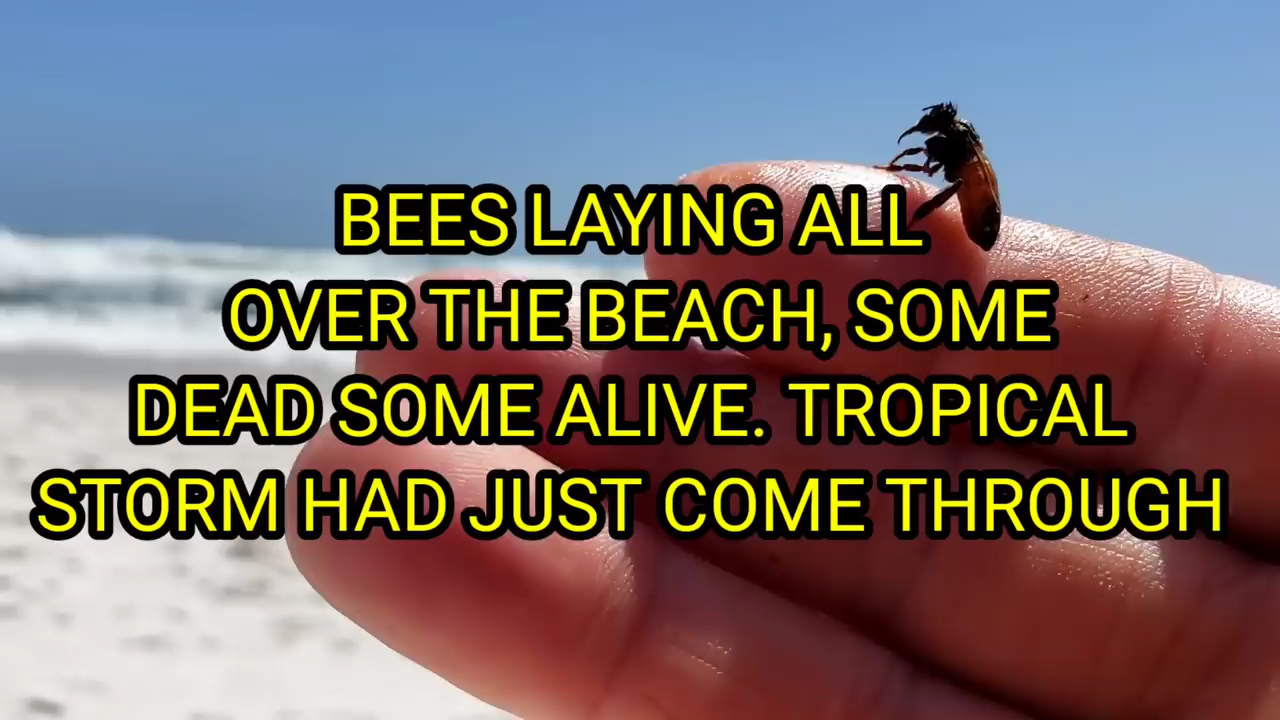 BEES LAYING ALL
OVER THE BEACH, SOME
DEAD SOME ALIVE. TROPICAL
STORM HAD JUST COME THROUGH